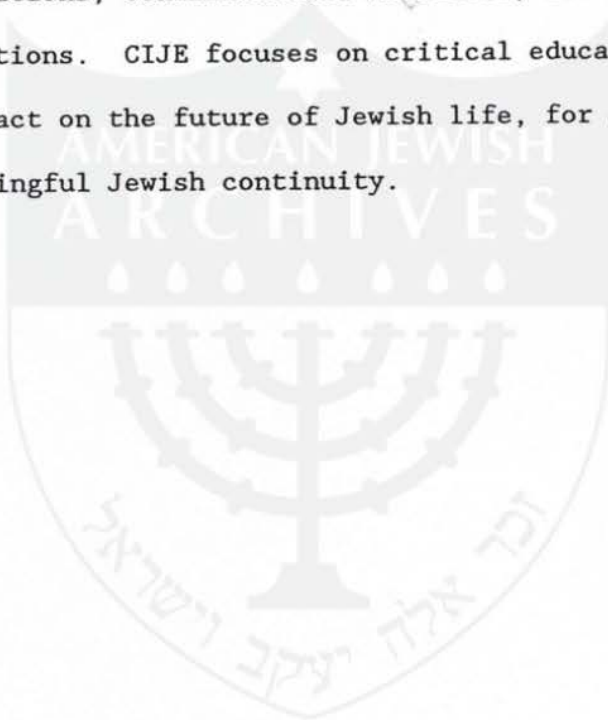 tions. CIJE focuses on critical educa
act on the future of Jewish life, for
ingful Jewish continuity.
AMERICAN JEWISH
ARCHIVES
זכר אלה יעקב וישראל